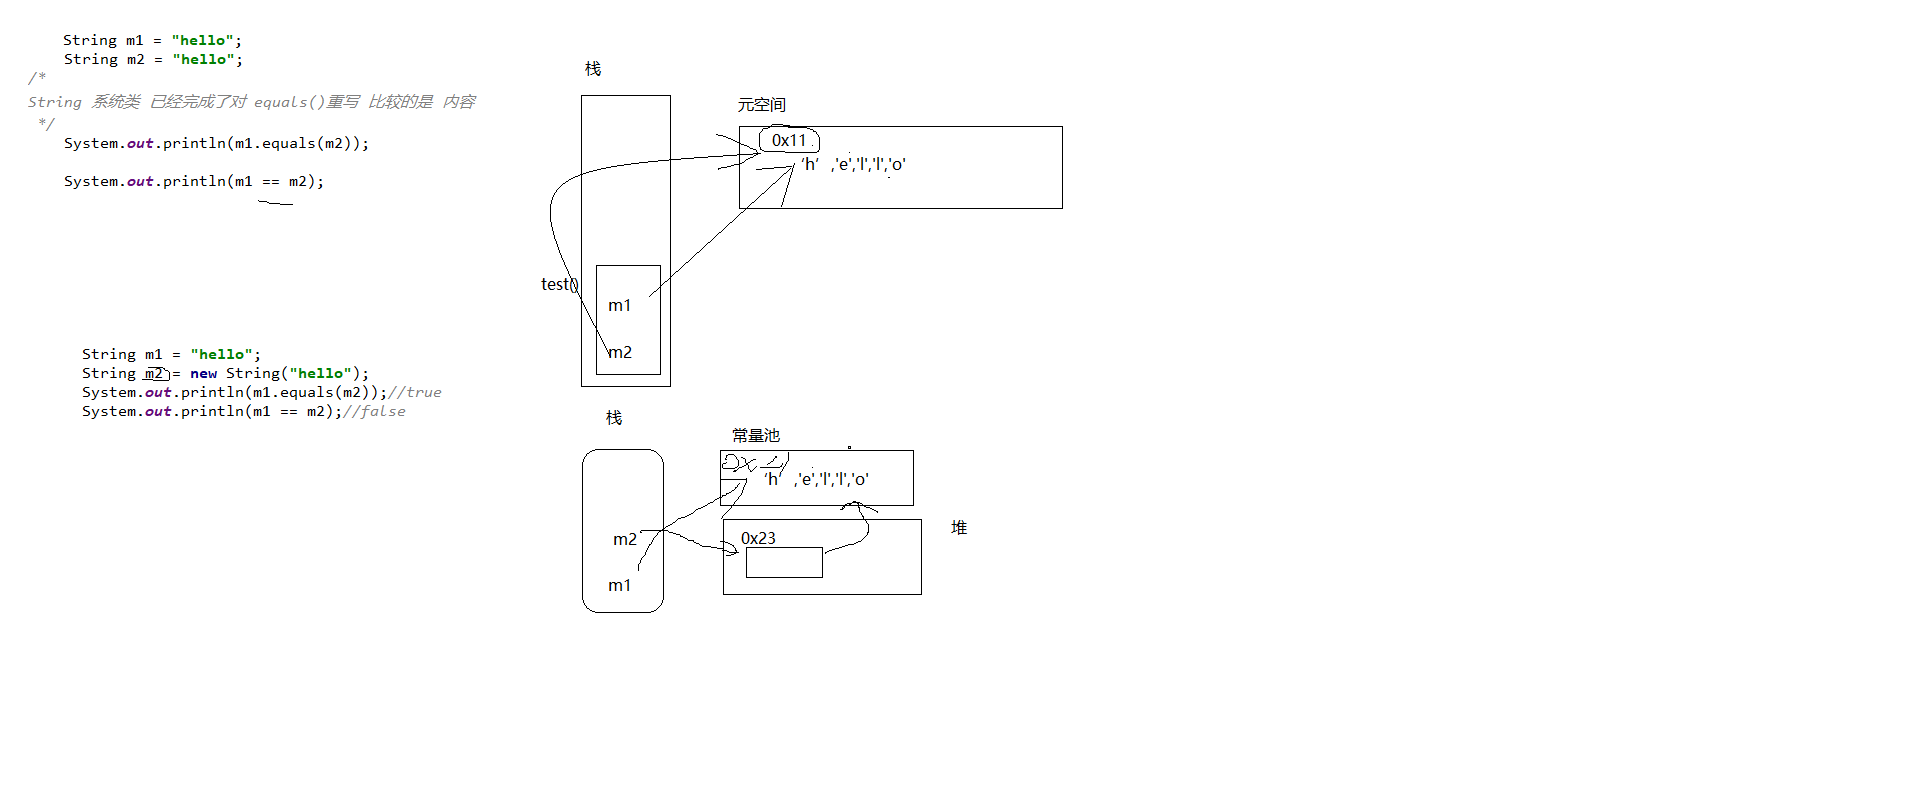 String m1 = "hello";
String m2 = "hello";
/*
String 系统类 已经完成了对 equals()重写 比较的是 内容
*/
System.out.println(m1.equals(m2));
System.out.println(m1 == m2);
栈
元空间
0x11
‘h’ ,'e','l','l','o'
test()
m1
m2
String m1 = "hello";
String m2 = new String("hello");
System.out.println(m1.equals(m2));//true
System.out.println(m1 == m2);//false
栈
常量池
‘h’ ,'e','l','l','o'
堆
m2
0x23
m1